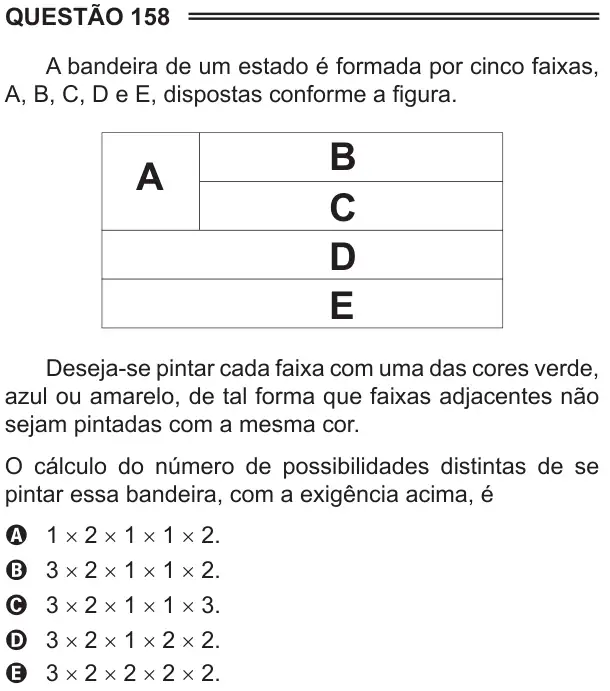 QUESTÃO 158
A bandeira de um estado é formada por cinco faixas,
A, B, C, D e E, dispostas conforme a figura.
A
B
C
D
E
Deseja-se pintar cada faixa com uma das cores verde,
azul ou amarelo, de tal forma que faixas adjacentes não
sejam pintadas com a mesma cor.
O cálculo do número de possibilidades distintas de se
pintar essa bandeira, com a exigência acima, é
A 1 × 2 × 1 × 1 × 2.
B 3 × 2 × 1 × 1 × 2.
C 3 × 2 × 1 × 1 × 3.
D 3 × 2 × 1 × 2 × 2.
E 3 × 2 × 2 × 2 × 2.